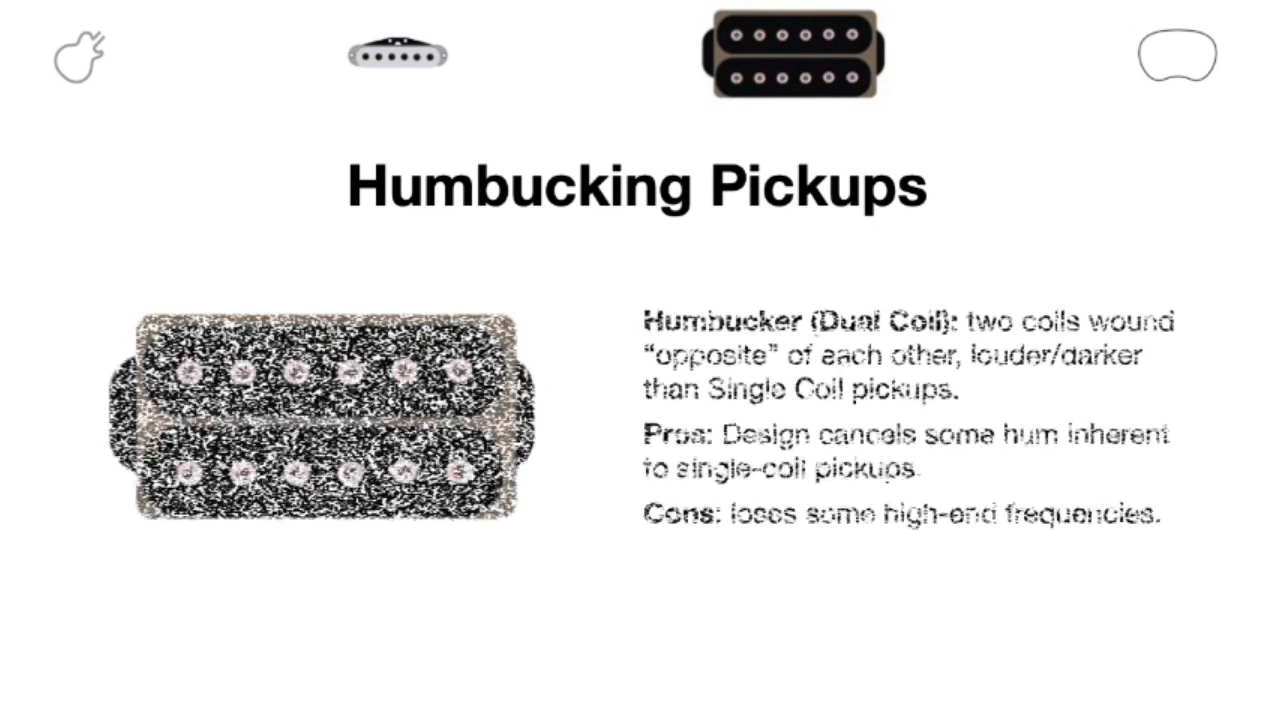 Humbucking Pickups
Humbucker (Dual Coil): two coils wound
“opposite” of each other, louder/darker
than Single Coil pickups.
Pros: Design cancels some hum inherent
to single-coil pickups.
Cons: loses some high-end frequencies.